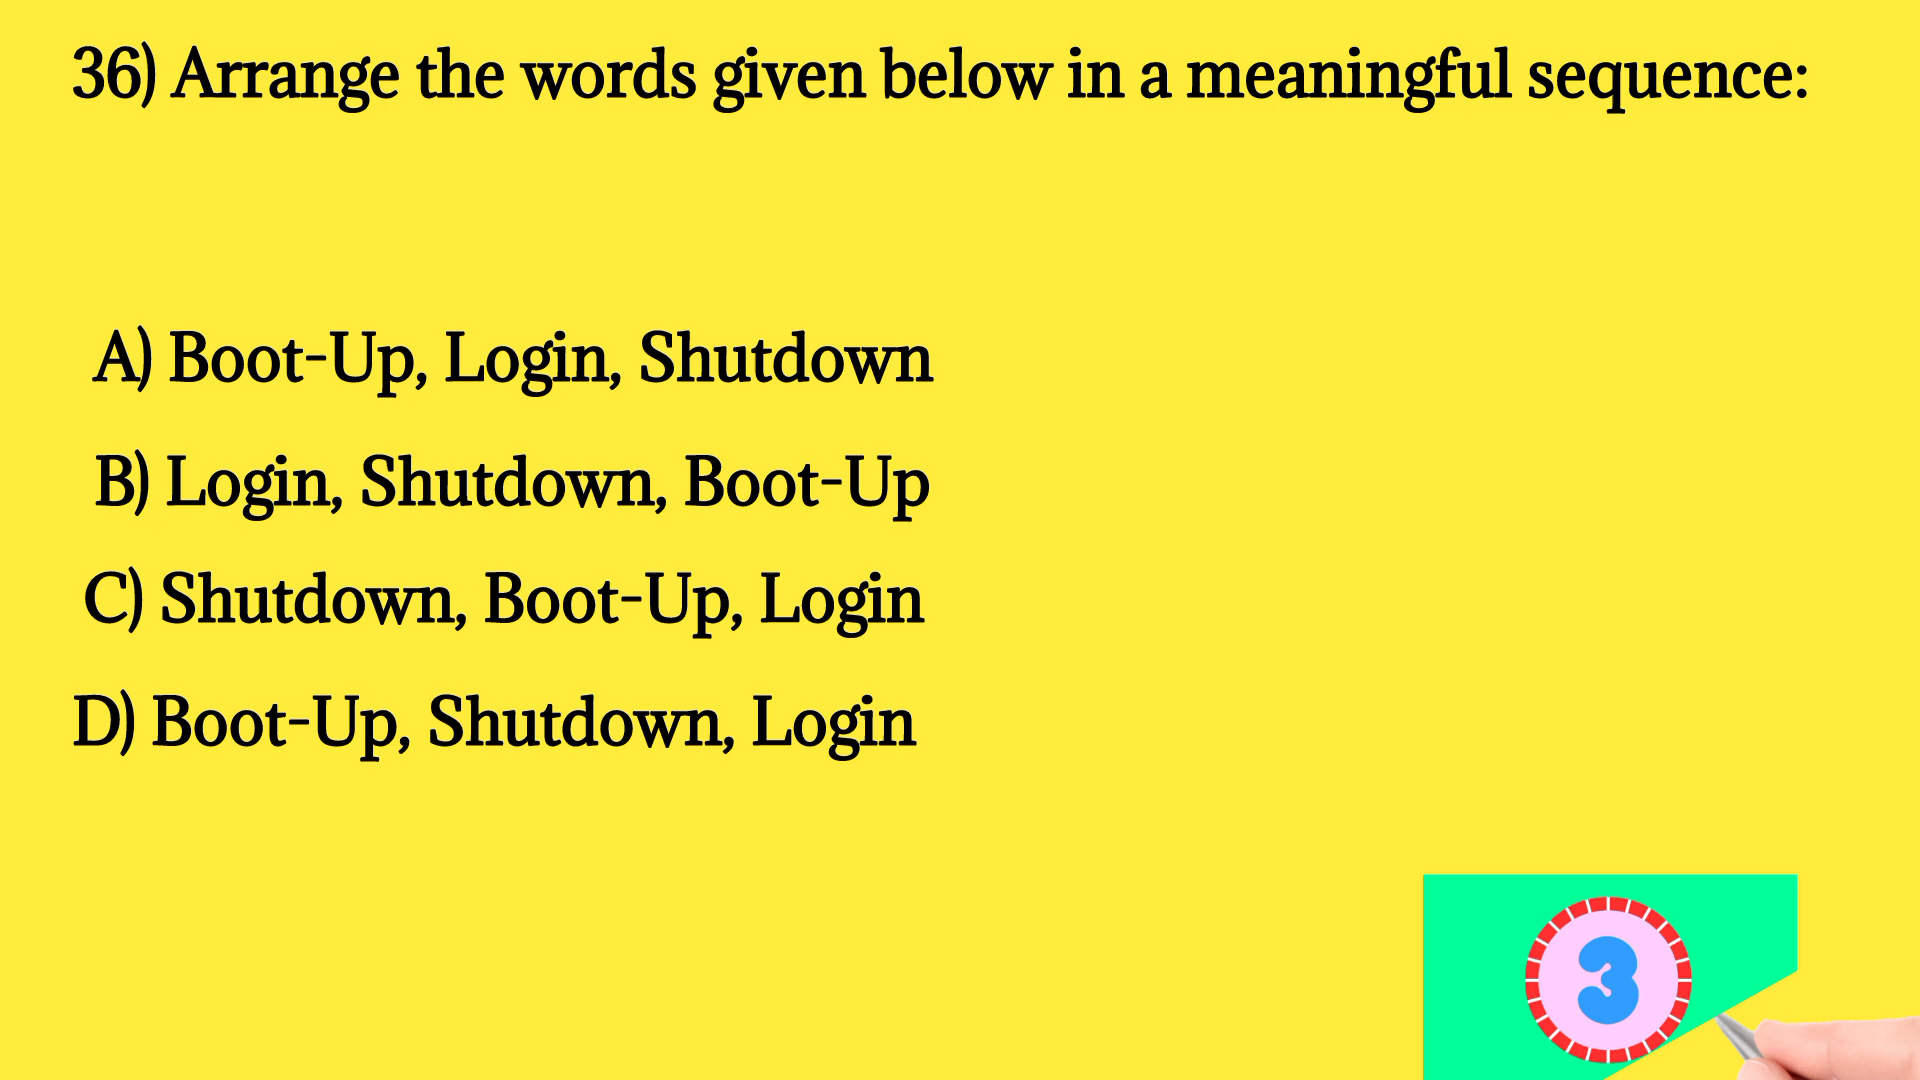 36) Arrange the words given below in a meaningful sequence:
A) Boot-Up, Login, Shutdown
B) Login, Shutdown, Boot-Up
C) Shutdown, Boot-Up, Login
D) Boot-Up, Shutdown, Login
3